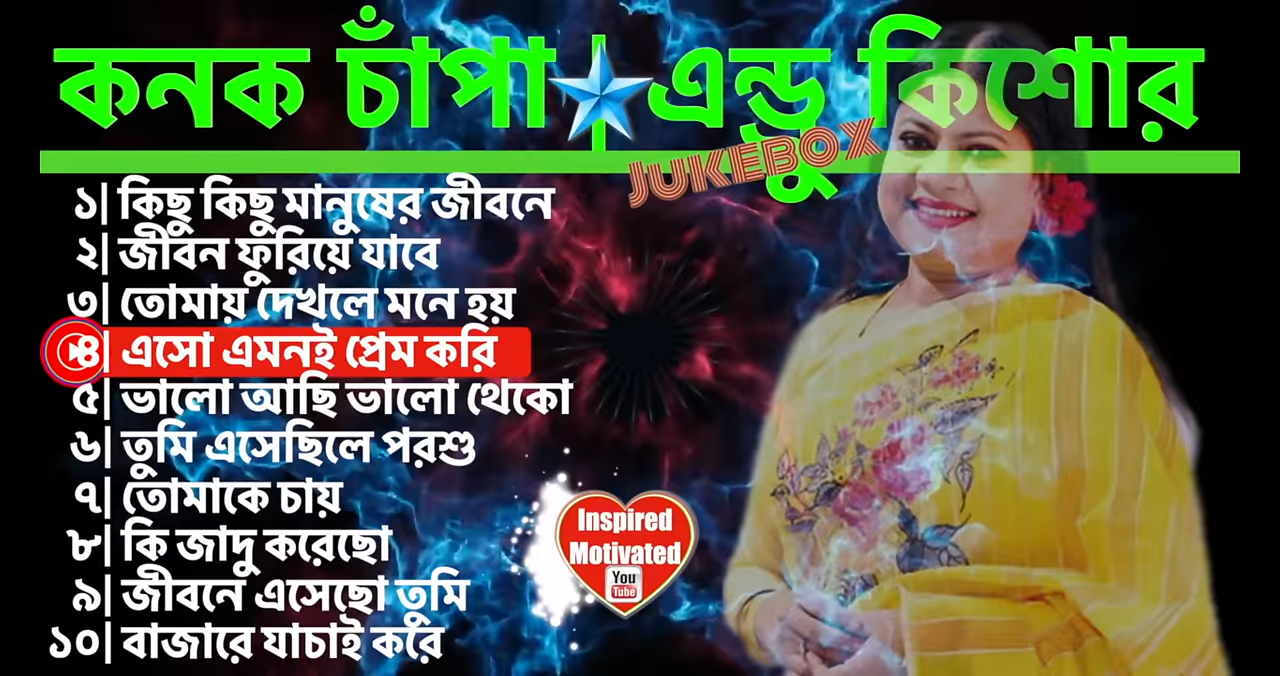 কনক চাঁপা | এন্ড্রু কিশোর
JUKEBOX
১| কিছু কিছু মানুষের জীবনে
২| জীবন ফুরিয়ে যাবে
৩| তোমায় দেখলে মনে হয়
৪| এসো এমনই প্রেম করি
৫| ভালো আছি ভালো থেকো
৬| তুমি এসেছিলে পরশু
৭| তোমাকে চায়
৮| কি জাদু করেছো
৯| জীবনে এসেছো তুমি
১০| বাজারে যাচাই করে
Inspired
Motivated
You
Tube